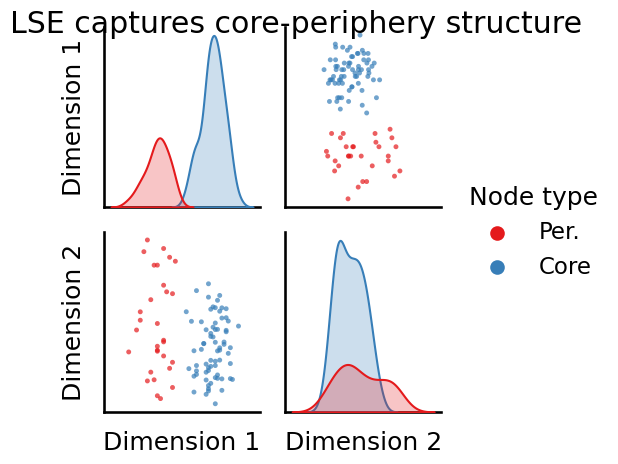 LSE captures core-periphery structure
Dimension 1
Node type
Per.
Core
Dimension 2
Dimension 1
Dimension 2